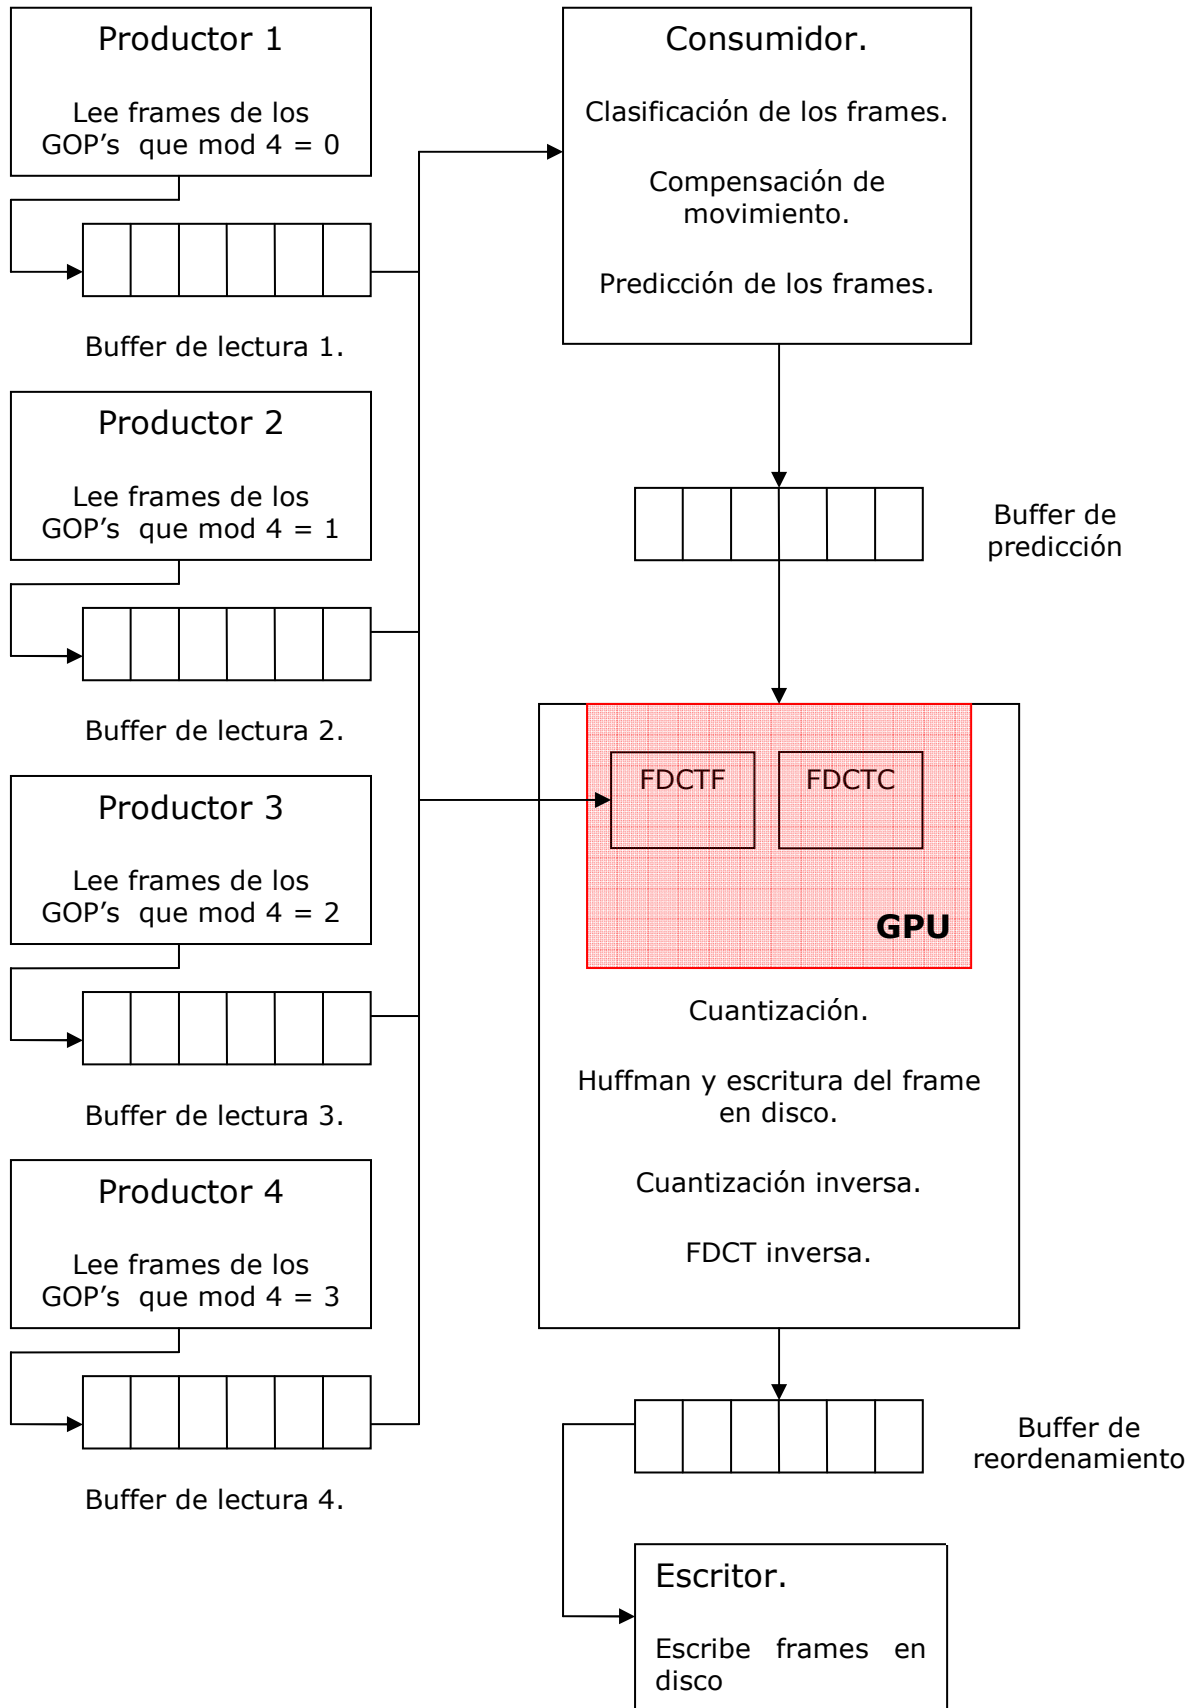 Productor 1
Lee frames de los
GOP’s  que mod 4 = 0
Buffer de lectura 1.
Productor 2
Lee frames de los
GOP’s  que mod 4 = 1
Buffer de lectura 2.
Productor 3
Lee frames de los
GOP’s  que mod 4 = 2
Buffer de lectura 3.
Productor 4
Lee frames de los
GOP’s  que mod 4 = 3
Buffer de lectura 4.
Consumidor.
Clasificación de los frames.
Compensación de
movimiento.
Predicción de los frames.
Buffer de
predicción
FDCTF
FDCTC
GPU
Cuantización.
Huffman y escritura del frame
en disco.
Cuantización inversa.
FDCT inversa.
Buffer de
reordenamiento
Escritor.
Escribe frames en
disco